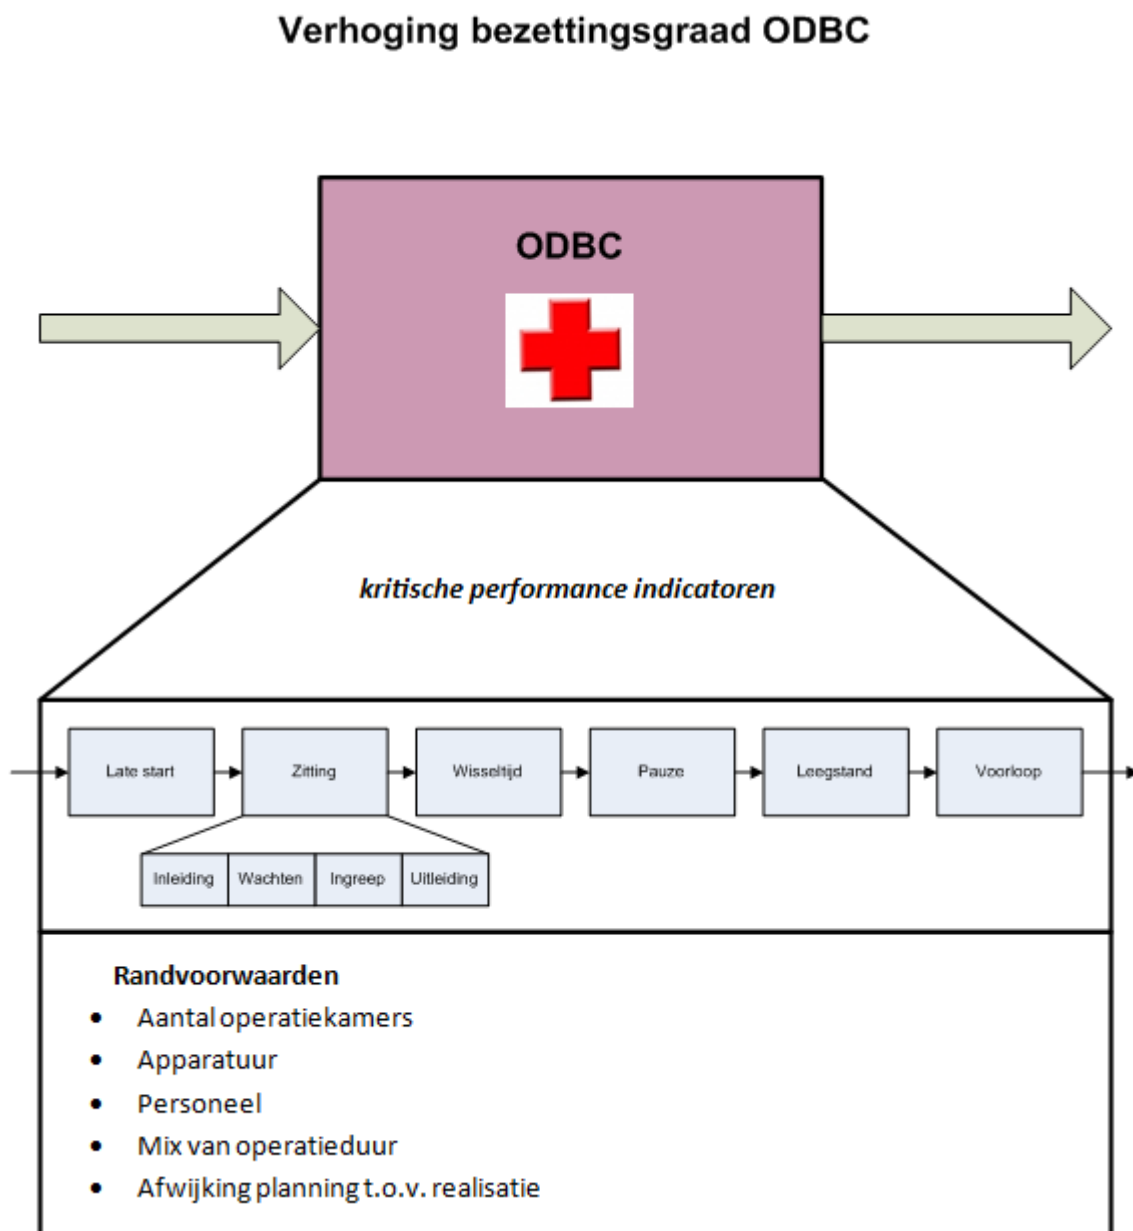 Verhoging bezettingsgraad ODBC
ODBC
kritische performance indicatoren
Late start
Zitting
Wisseltijd
Pauze
Leegstand
Voorloop
Inleiding
Wachten
Ingreep
Uitleiding
Randvoorwaarden
• Aantal operatiekamers
• Apparatuur
• Personeel
• Mix van operatieduur
• Afwijking planning t.o.v. realisatie